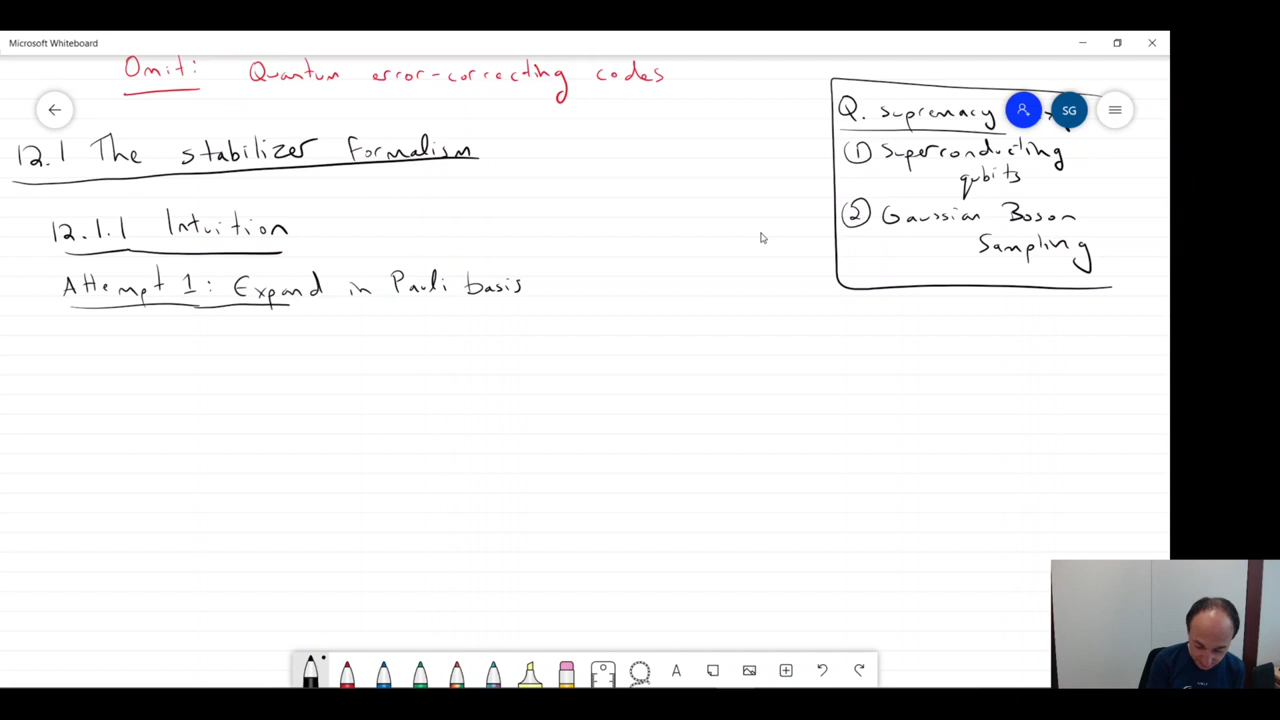 Microsoft Whiteboard
Omit: Quantum error-correcting codes
12.1 The stabilizer formalism
12.1.1 Intuition
Attempt 1: Expand in Pauli basis
Q. supremacy
SG
① Superconducting
qubits
② Gaussian Boson
Sampling
A